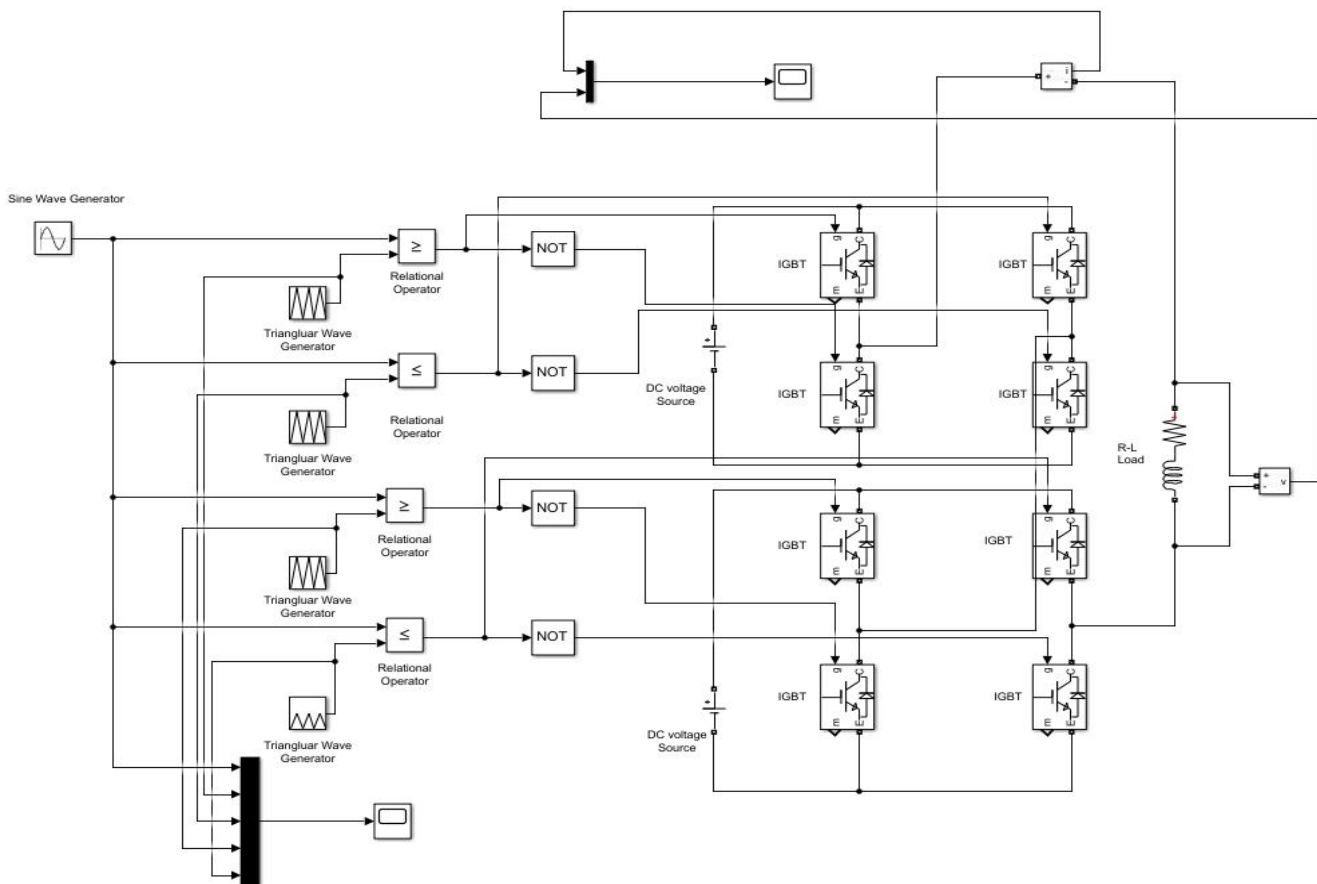 Sine Wave Generator
≥
NOT
Relational
Operator
Triangluar Wave
Generator
≤
NOT
Relational
Operator
Triangluar Wave
Generator
≥
NOT
Relational
Operator
Triangluar Wave
Generator
≤
NOT
Relational
Operator
Triangluar Wave
Generator
+
i
-
g
C
IGBT
m
E
g
C
IGBT
m
E
+
DC voltage
Source
g
C
IGBT
m
E
g
C
IGBT
m
E
R-L
Load
+
+
-
v
g
C
IGBT
m
E
g
C
IGBT
m
E
+
DC voltage
Source
g
C
IGBT
m
E
g
C
IGBT
m
E